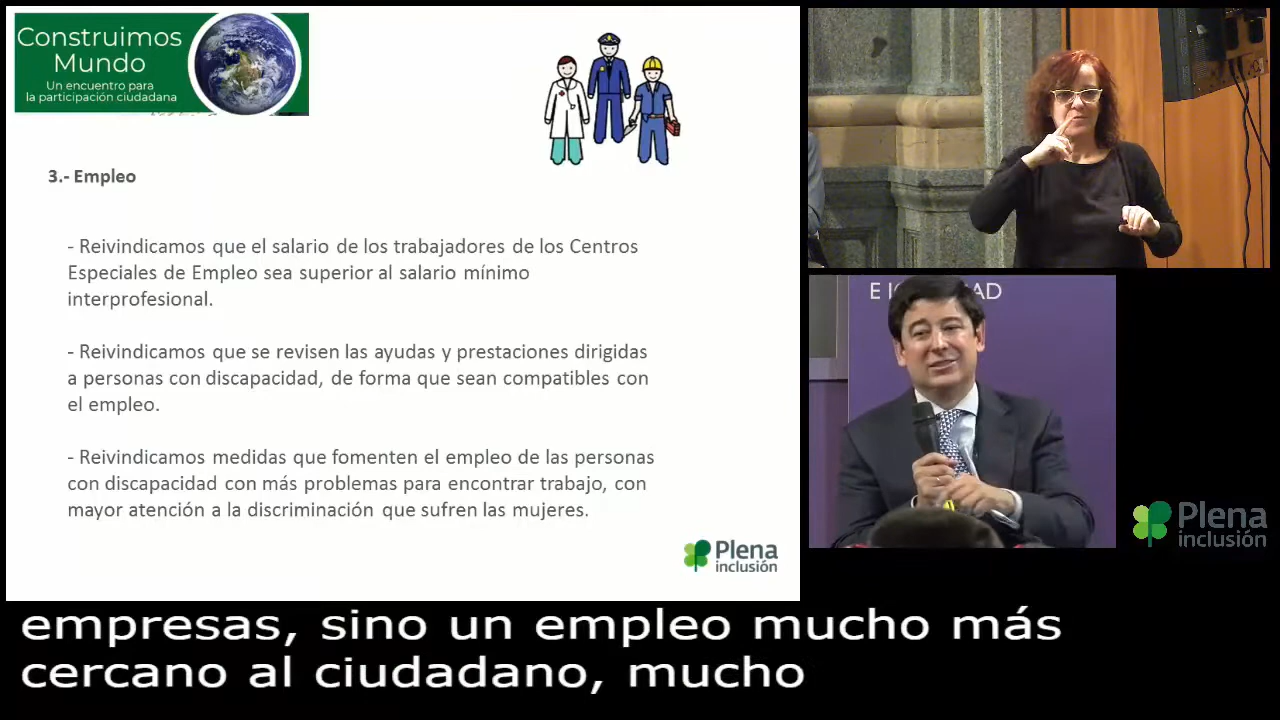 Construimos
Mundo
Un encuentro para
la participación ciudadana
3.- Empleo
- Reivindicamos que el salario de los trabajadores de los Centros
Especiales de Empleo sea superior al salario mínimo
interprofesional.
- Reivindicamos que se revisen las ayudas y prestaciones dirigidas
a personas con discapacidad, de forma que sean compatibles con
el empleo.
- Reivindicamos medidas que fomenten el empleo de las personas
con discapacidad con más problemas para encontrar trabajo, con
mayor atención a la discriminación que sufren las mujeres.
Plena
inclusión
E I AD
Plena
inclusión
empresas, sino un empleo mucho más
cercano al ciudadano, mucho